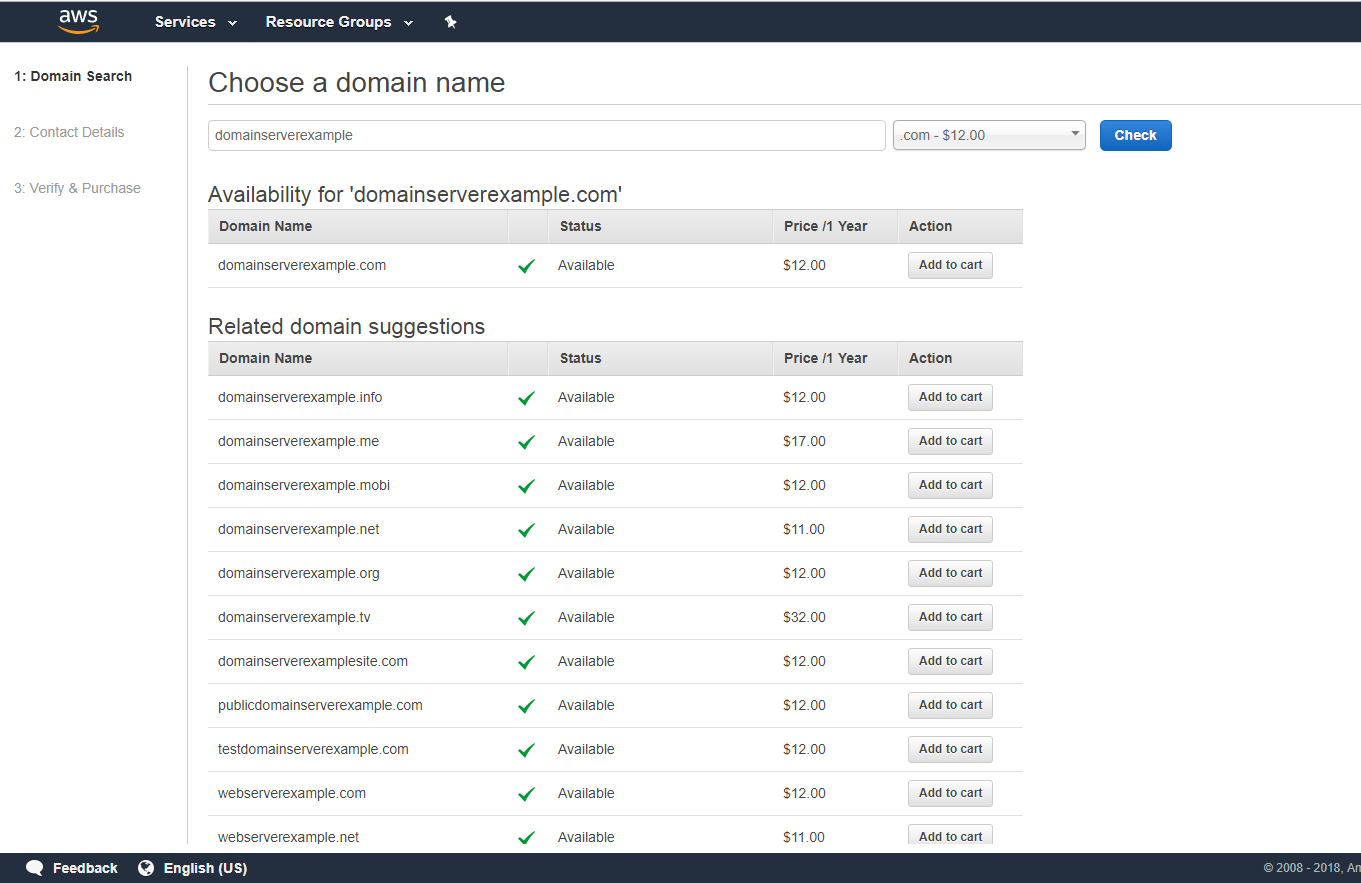 aws Services Resource Groups
1: Domain Search
2: Contact Details
3: Verify & Purchase
Choose a domain name
domainserverexample .com - $12.00 Check
Availability for 'domainserverexample.com'
Domain Name Status Price /1 Year Action
domainserverexample.com Available $12.00 Add to cart
Related domain suggestions
Domain Name Status Price /1 Year Action
domainserverexample.info Available $12.00 Add to cart
domainserverexample.me Available $17.00 Add to cart
domainserverexample.mobi Available $12.00 Add to cart
domainserverexample.net Available $11.00 Add to cart
domainserverexample.org Available $12.00 Add to cart
domainserverexample.tv Available $32.00 Add to cart
domainserverexamplesite.com Available $12.00 Add to cart
publicdomainserverexample.com Available $12.00 Add to cart
testdomainserverexample.com Available $12.00 Add to cart
webserverexample.com Available $12.00 Add to cart
webserverexample.net Available $11.00 Add to cart
Feedback English (US) © 2008 - 2018, Am